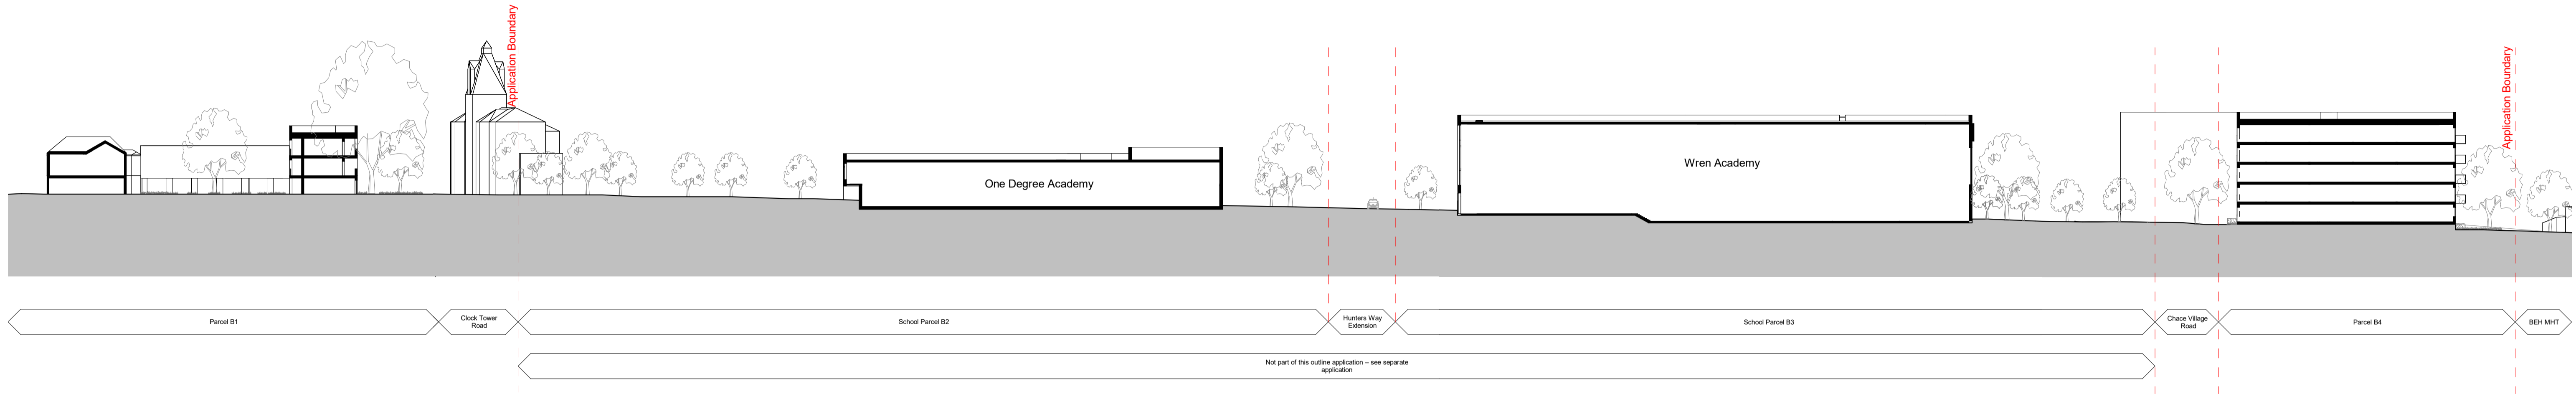 Application Boundary
Application Boundary
One Degree Academy
Wren Academy
Parcel B1
Clock Tower
Road
School Parcel B2
Hunters Way
Extension
School Parcel B3
Chace Village
Road
Parcel B4
BEH MHT
Not part of this outline application – see separate
application